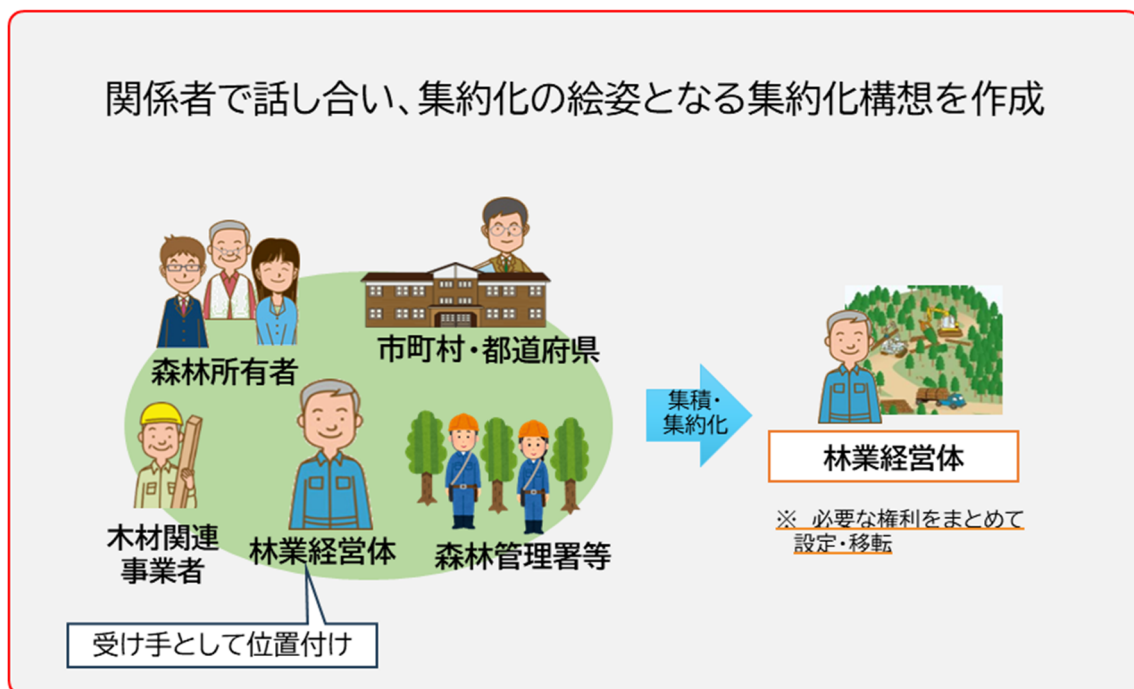 関係者で話し合い、集約化の絵姿となる集約化構想を作成
森林所有者
市町村・都道府県
木材関連
事業者
林業経営体
森林管理署等
受け手として位置付け
集積・
集約化
林業経営体
※ 必要な権利をまとめて
設定・移転